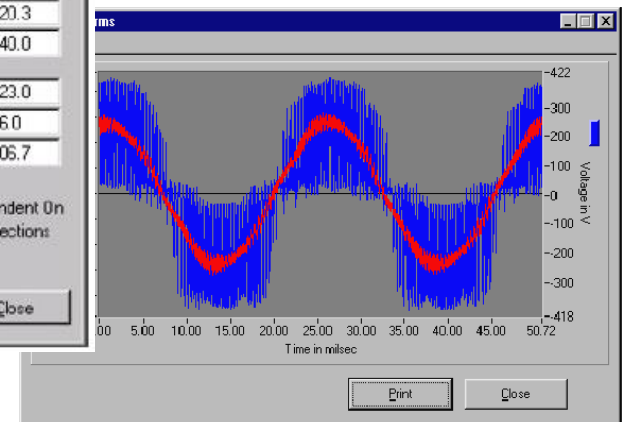 20.3
40.0
23.0
6.0
06.7
ndent On
ections
Close
rms
422
-300
-200
-100
-0
-100
-200
-300
-418
Voltage in V
.00 5.00 10.00 15.00 20.00 25.00 30.00 35.00 40.00 45.00 50.72
Time in milsec
Print Close